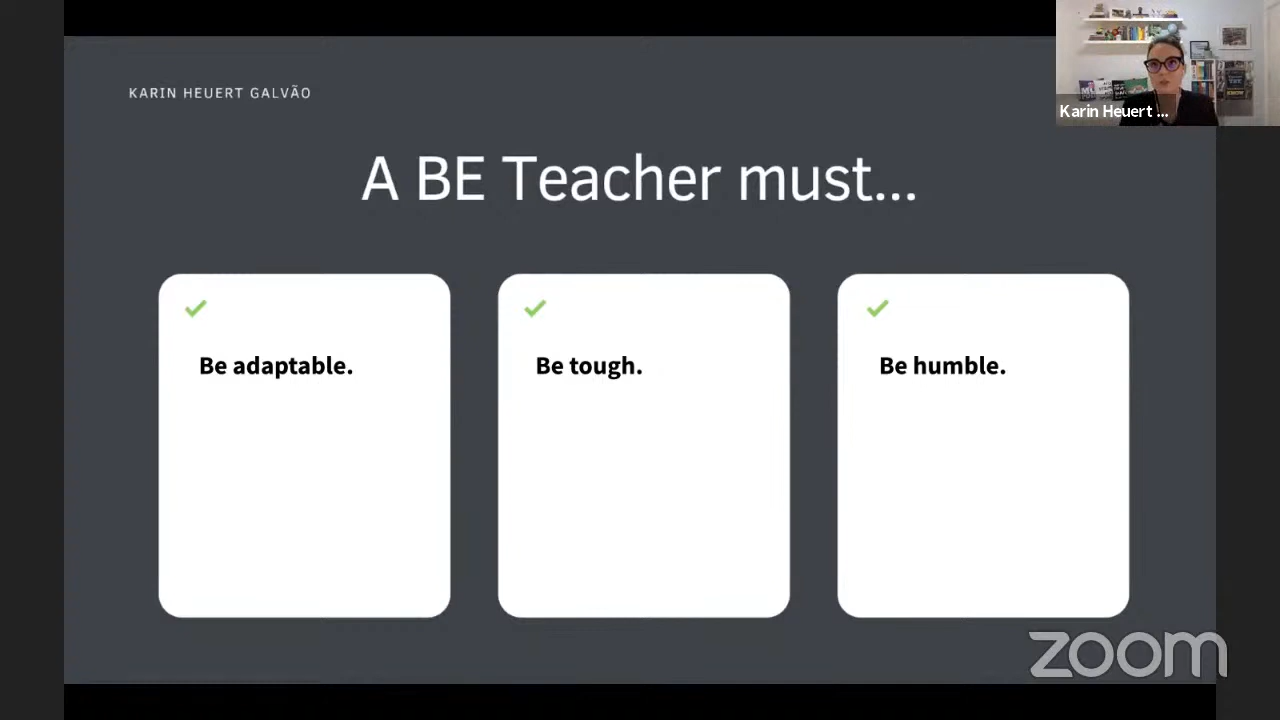 KARIN HEUERT GALVÃO
Karin Heuert ...
A BE Teacher must...
Be adaptable.
Be tough.
Be humble.
zoom